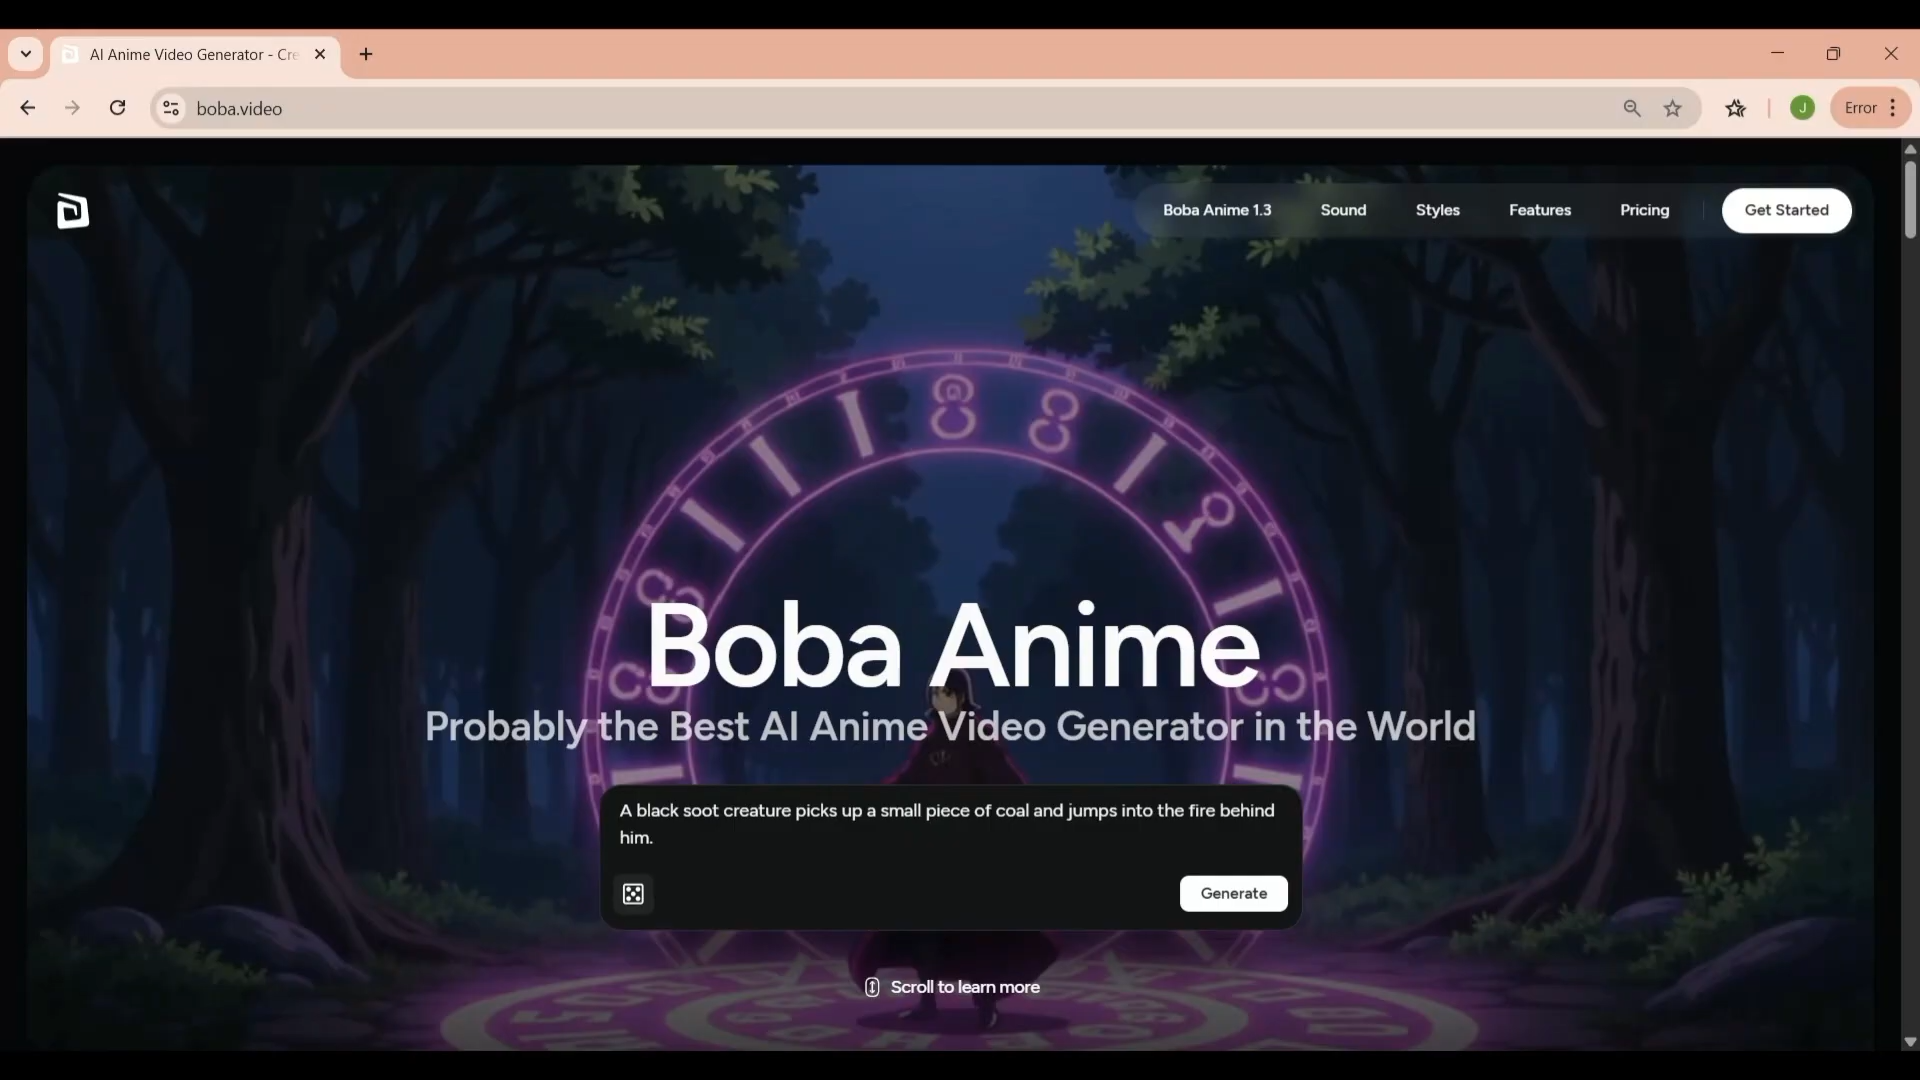 AI Anime Video Generator - Cre
boba.video
J
Error
Boba Anime 1.3
Sound
Styles
Features
Pricing
Get Started
Boba Anime
Probably the Best AI Anime Video Generator in the World
A black soot creature picks up a small piece of coal and jumps into the fire behind
him.
Generate
Scroll to learn more